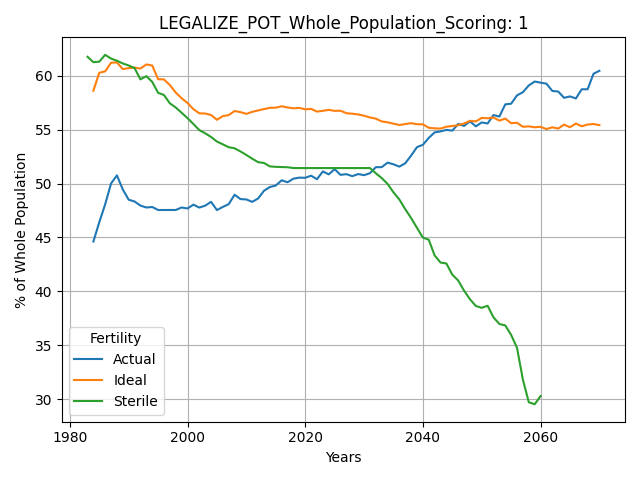 LEGALIZE_POT_Whole_Population_Scoring: 1
% of Whole Population
60
55
50
45
40
35
30
Fertility
Actual
Ideal
Sterile
1980
2000
2020
2040
2060
Years